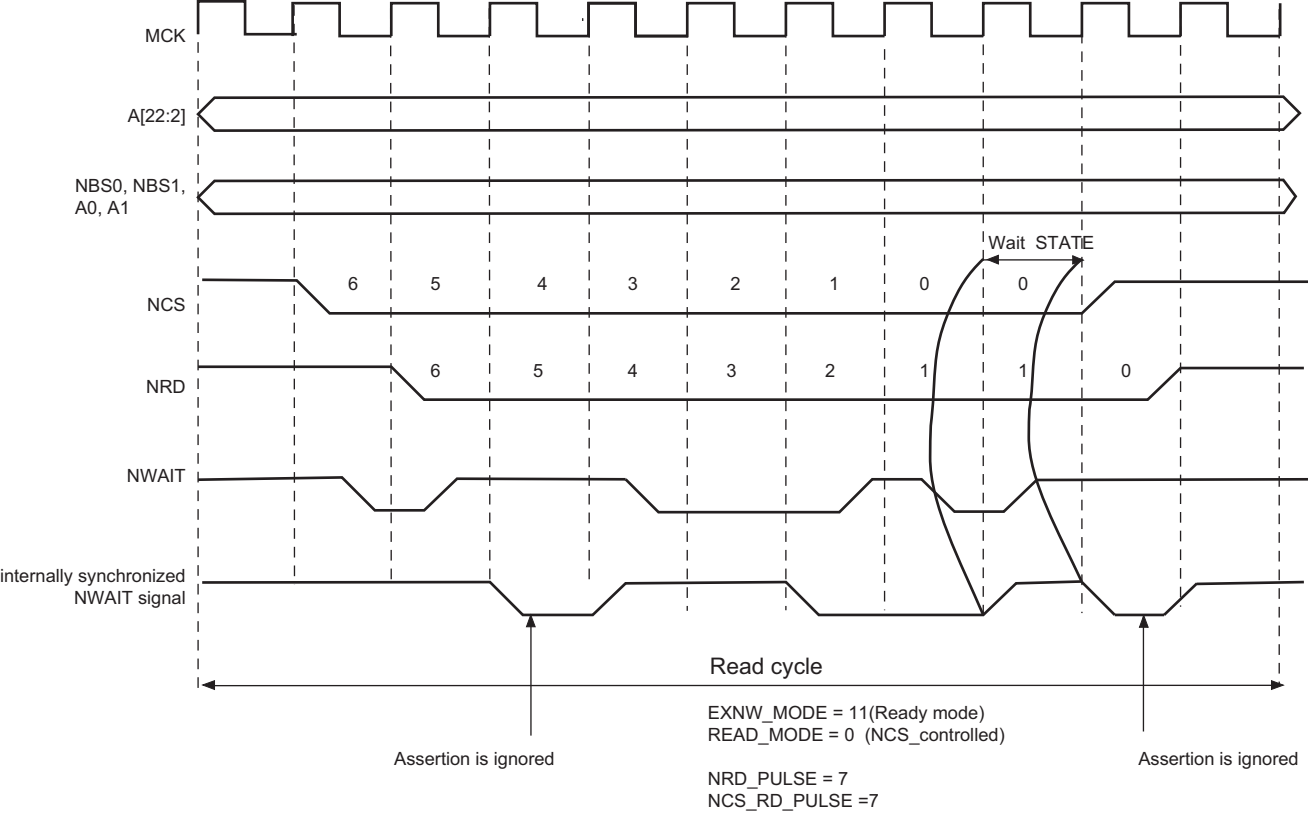 MCK
A[22:2]
NBS0, NBS1,
A0, A1
Wait STATE
NCS
6 5 4 3 2 1 0 0
NRD
6 5 4 3 2 1 1 0
NWAIT
internally synchronized
NWAIT signal
Read cycle
EXNW_MODE = 11(Ready mode)
READ_MODE = 0 (NCS_controlled)
Assertion is ignored
Assertion is ignored
NRD_PULSE = 7
NCS_RD_PULSE =7